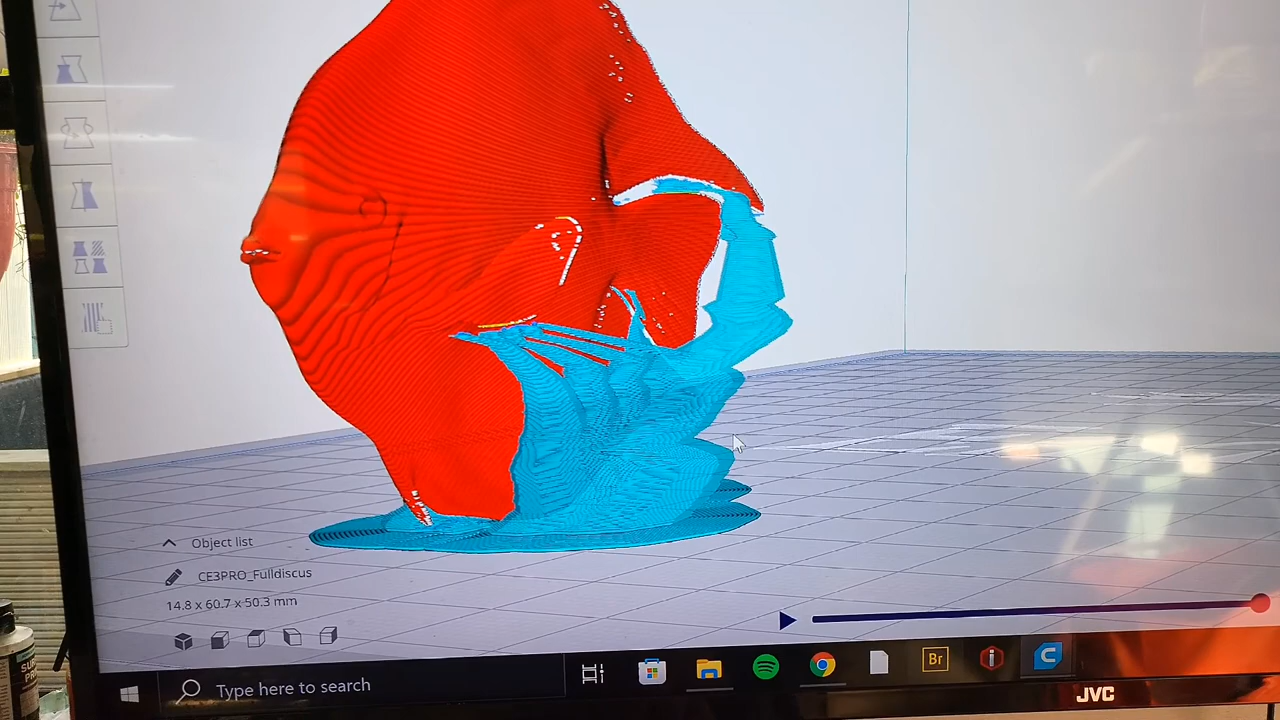 Object list
CE3PRO_Fulldiscus
14.8 x 60.7 x 50.3 mm
Type here to search
Br
JVC